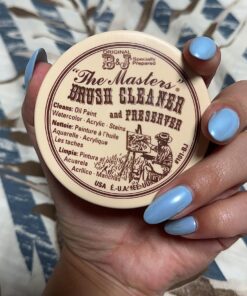 ORIGINAL
B&J Specially
Prepared
"The Masters"®
BRUSH CLEANER
and PRESERVER
Cleans: Oil Paint
Watercolor - Acrylic - Stains
Nettoie: Peinture à l'huile
Aquarelle - Acrylique
Les taches
Limpia: Pintura
Acuarela
Acrílico - Manchas
USA